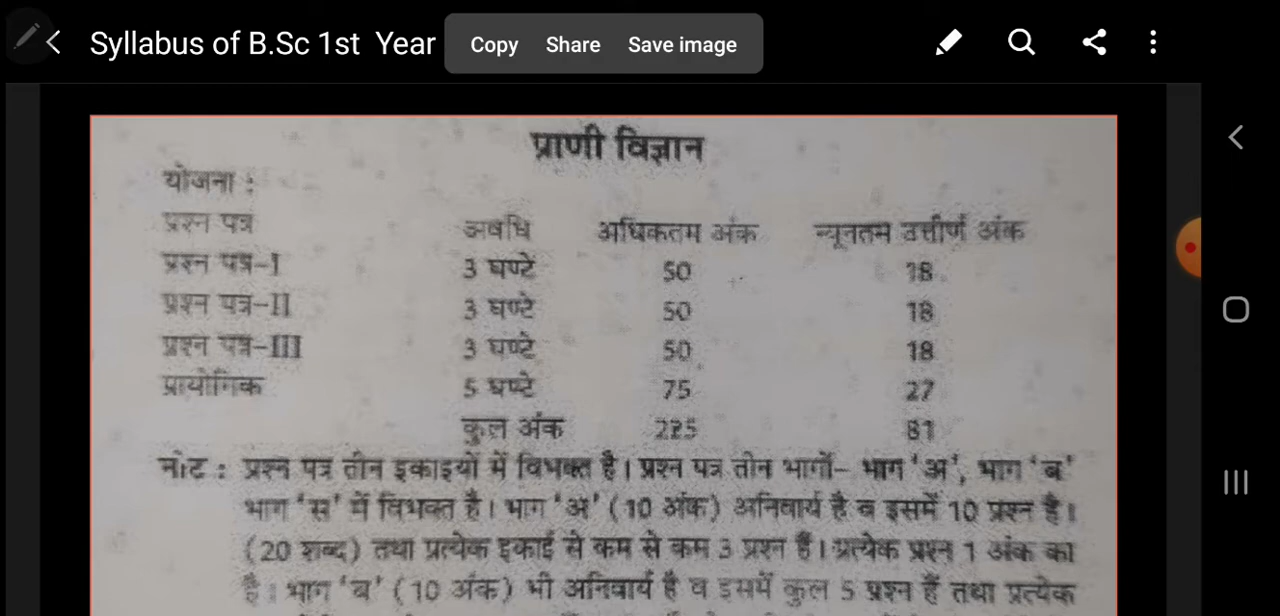 Syllabus of B.Sc 1st Year
Copy Share Save image
प्राणी विज्ञान
योजना :
प्रश्न पत्र अवधि अधिकतम अंक न्यूनतम उत्तीर्ण अंक
प्रश्न पत्र-I 3 घण्टे 50 18
प्रश्न पत्र-II 3 घण्टे 50 18
प्रश्न पत्र-III 3 घण्टे 50 18
प्रायोगिक 5 घण्टे 75 27
कुल अंक 225 81
नोट : प्रश्न पत्र तीन इकाइयों में विभक्त है। प्रश्न पत्र तीन भागों- भाग 'अ', भाग 'ब'
भाग 'स' में विभक्त है। भाग 'अ' (10 अंक) अनिवार्य है व इसमें 10 प्रश्न है।
(20 शब्द) तथा प्रत्येक इकाई से कम से कम 3 प्रश्न हैं। प्रत्येक प्रश्न 1 अंक का
है। भाग 'ब' (10 अंक) भी अनिवार्य है व इसमें कुल 5 प्रश्न हैं तथा प्रत्येक